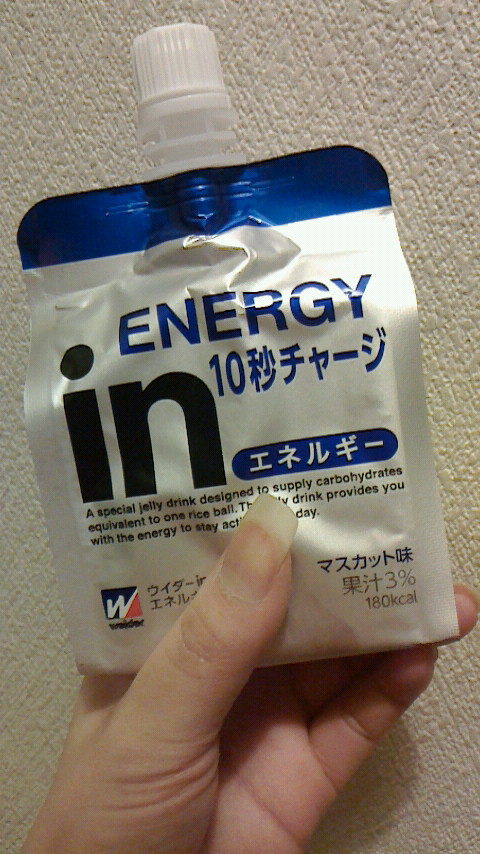 ENERGY
in
10秒チャージ
エネルギー
A special jelly drink designed to supply carbohydrates
equivalent to one rice ball. drink provides you
with the energy to stay day.
W
weider
ウイダーin
エネル
マスカット味
果汁3%
180kcal